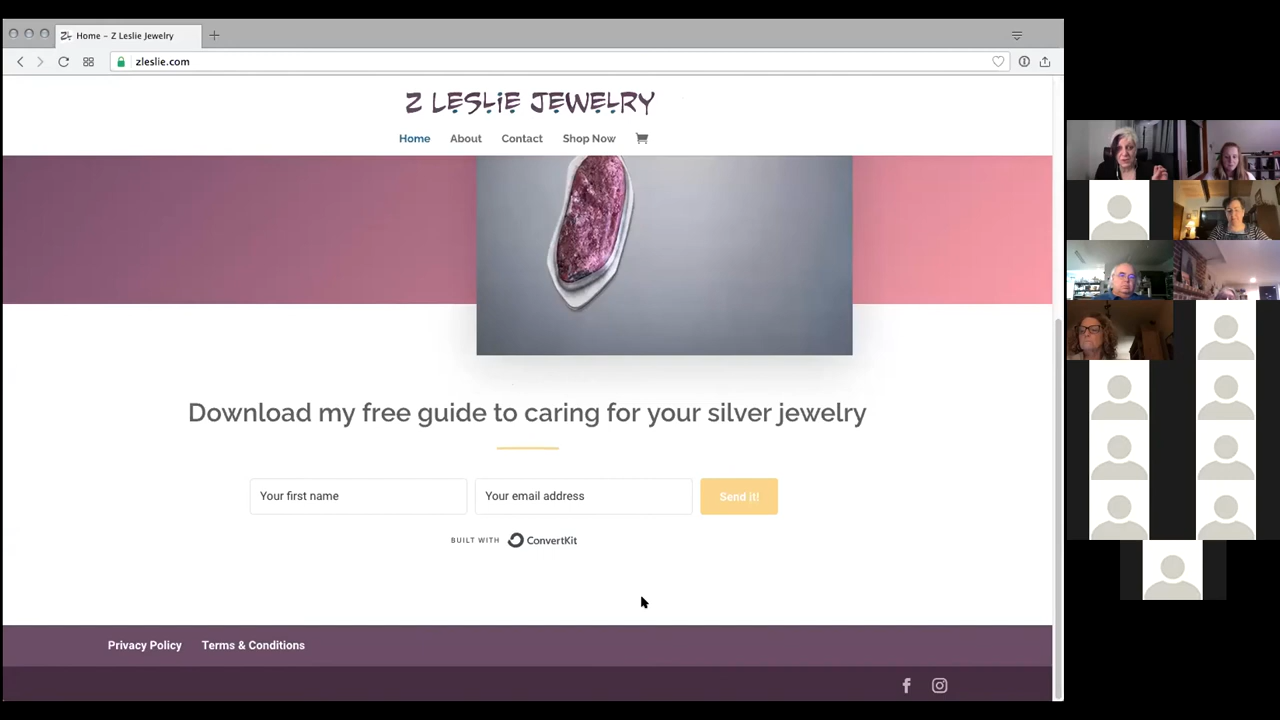 Home – Z Leslie Jewelry
zleslie.com
Z LESLIE JEWELRY
Home About Contact Shop Now
Download my free guide to caring for your silver jewelry
Your first name Your email address Send it!
BUILT WITH ConvertKit
Privacy Policy Terms & Conditions